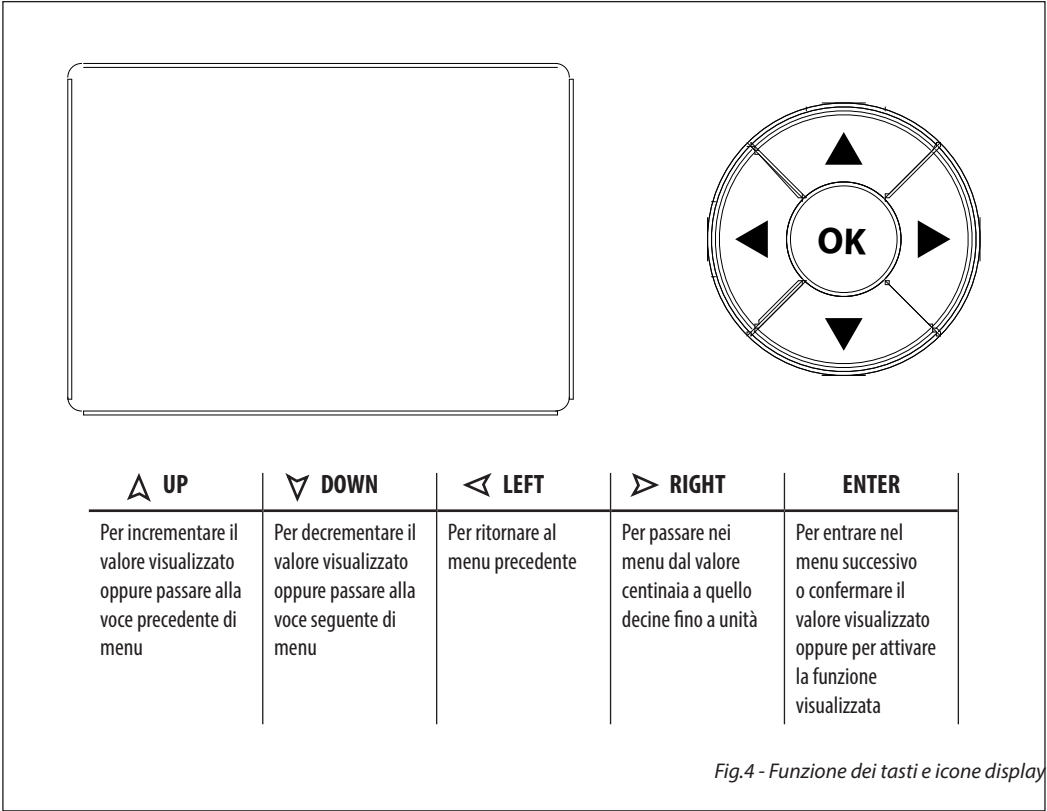 OK
UP
Per incrementare il
valore visualizzato
oppure passare alla
voce precedente di
menu
DOWN
Per decrementare il
valore visualizzato
oppure passare alla
voce seguente di
menu
LEFT
Per ritornare al
menu precedente
RIGHT
Per passare nei
menu dal valore
centinaia a quello
decine fino a unità
ENTER
Per entrare nel
menu successivo
o confermare il
valore visualizzato
oppure per attivare
la funzione
visualizzata
Fig.4 - Funzione dei tasti e icone display